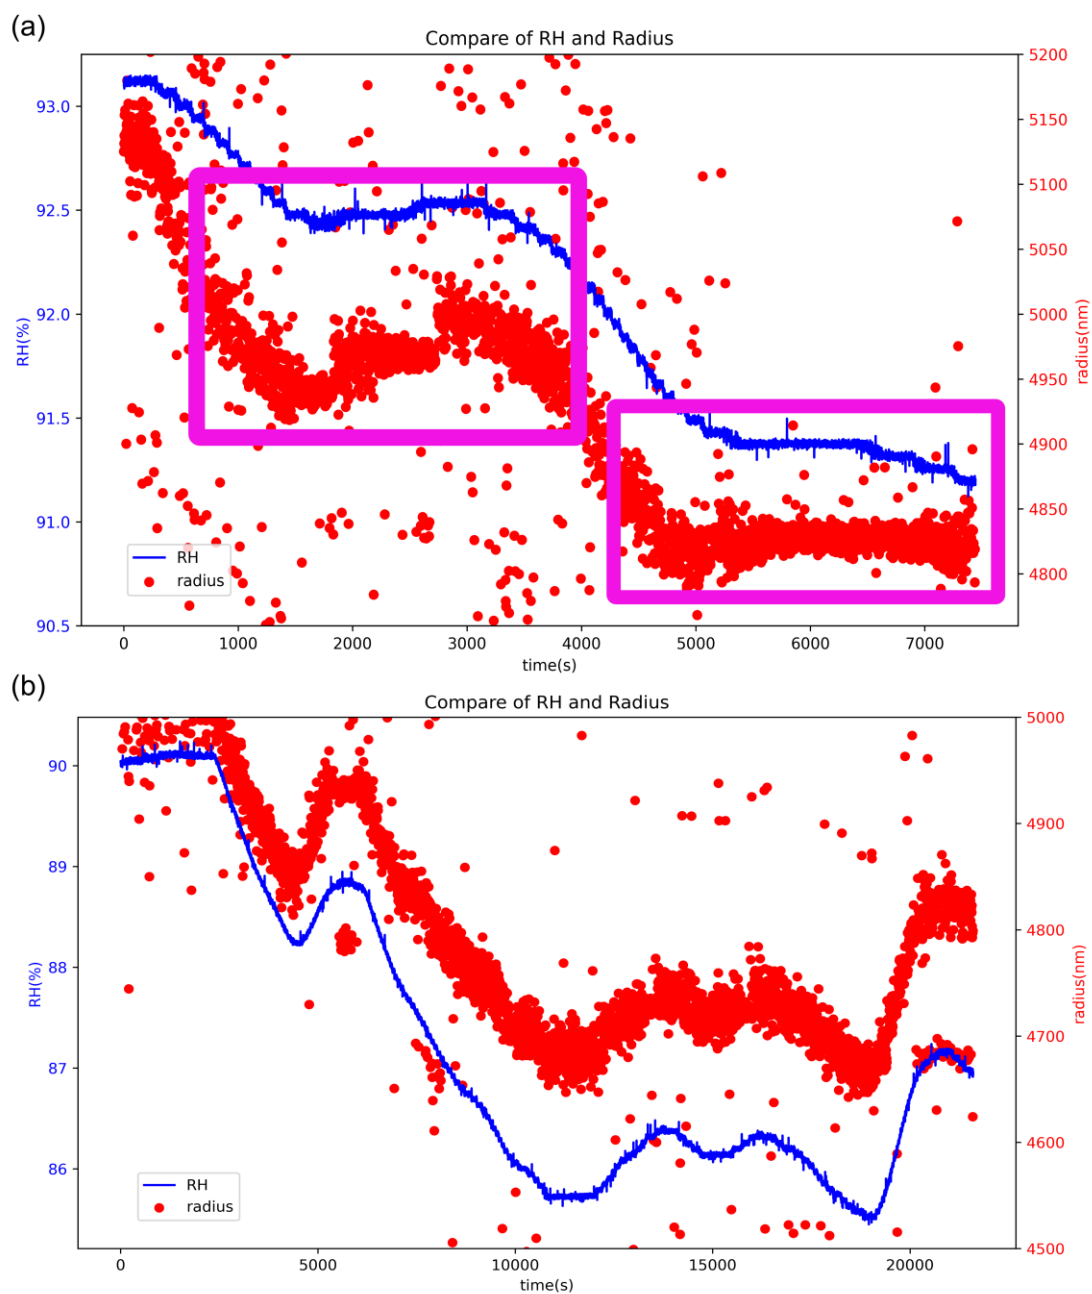 (a)
Compare of RH and Radius
93.0
92.5
92.0
91.5
91.0
90.5
RH(%)
5200
5150
5100
5050
5000
4950
4900
4850
4800
radius(nm)
RH
radius
0 1000 2000 3000 4000 5000 6000 7000
time(s)
(b)
Compare of RH and Radius
90
89
88
87
86
RH(%)
5000
4900
4800
4700
4600
4500
radius(nm)
RH
radius
0 5000 10000 15000 20000
time(s)